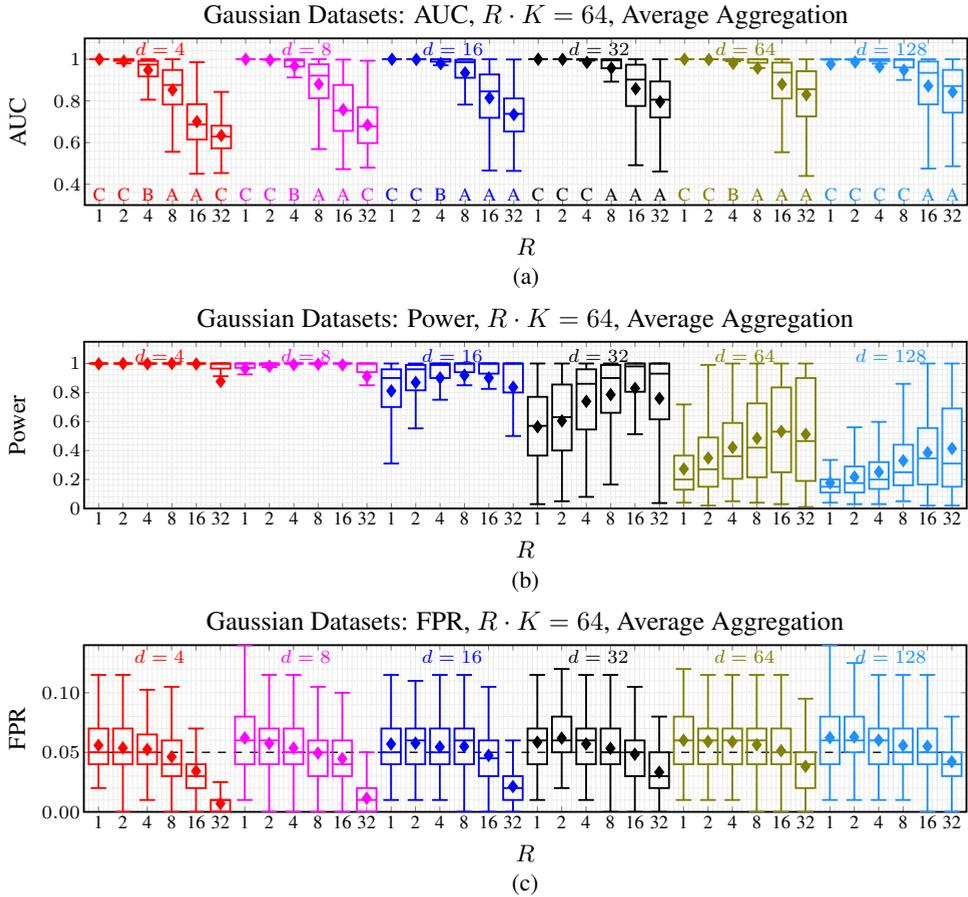 Gaussian Datasets: AUC, R · K = 64, Average Aggregation
d = 4 d = 8 d = 16 d = 32 d = 64 d = 128
1
0.8
0.6
0.4
AUC
C C B A A C C C B A A C C C B A A A C C C A A A C C B A A A C C C C A A
1 2 4 8 16 32 1 2 4 8 16 32 1 2 4 8 16 32 1 2 4 8 16 32 1 2 4 8 16 32 1 2 4 8 16 32
R
(a)
Gaussian Datasets: Power, R · K = 64, Average Aggregation
d = 4 d = 8 d = 16 d = 32 d = 64 d = 128
1
0.8
0.6
0.4
0.2
0
Power
1 2 4 8 16 32 1 2 4 8 16 32 1 2 4 8 16 32 1 2 4 8 16 32 1 2 4 8 16 32 1 2 4 8 16 32
R
(b)
Gaussian Datasets: FPR, R · K = 64, Average Aggregation
d = 4 d = 8 d = 16 d = 32 d = 64 d = 128
0.10
0.05
0.00
FPR
1 2 4 8 16 32 1 2 4 8 16 32 1 2 4 8 16 32 1 2 4 8 16 32 1 2 4 8 16 32 1 2 4 8 16 32
R
(c)